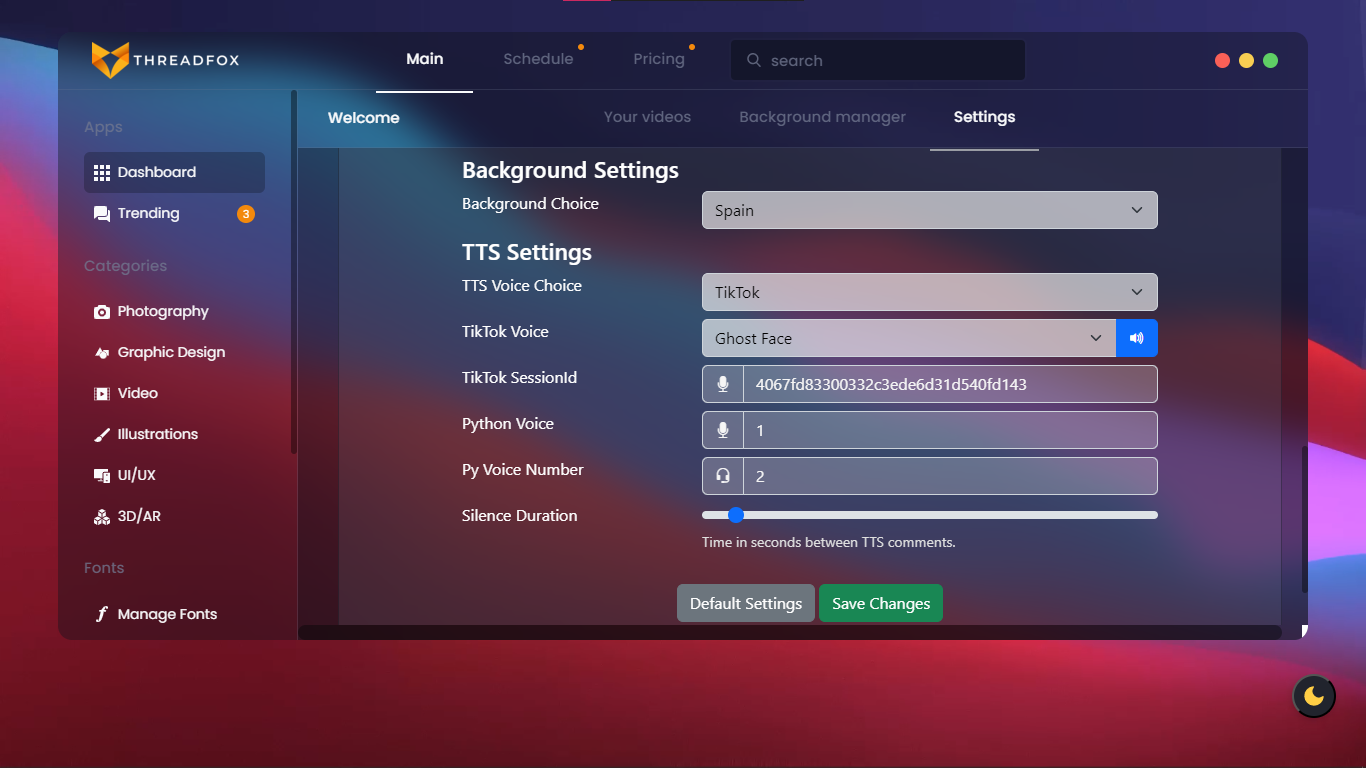 THREADFOX
Main
Schedule
Pricing
search
Welcome
Your videos
Background manager
Settings
Apps
Dashboard
Trending
3
Categories
Photography
Graphic Design
Video
Illustrations
UI/UX
3D/AR
Fonts
Manage Fonts
Background Settings
Background Choice
Spain
TTS Settings
TTS Voice Choice
TikTok
TikTok Voice
Ghost Face
TikTok SessionId
4067fd83300332c3ede6d31d540fd143
Python Voice
1
Py Voice Number
2
Silence Duration
Time in seconds between TTS comments.
Default Settings
Save Changes